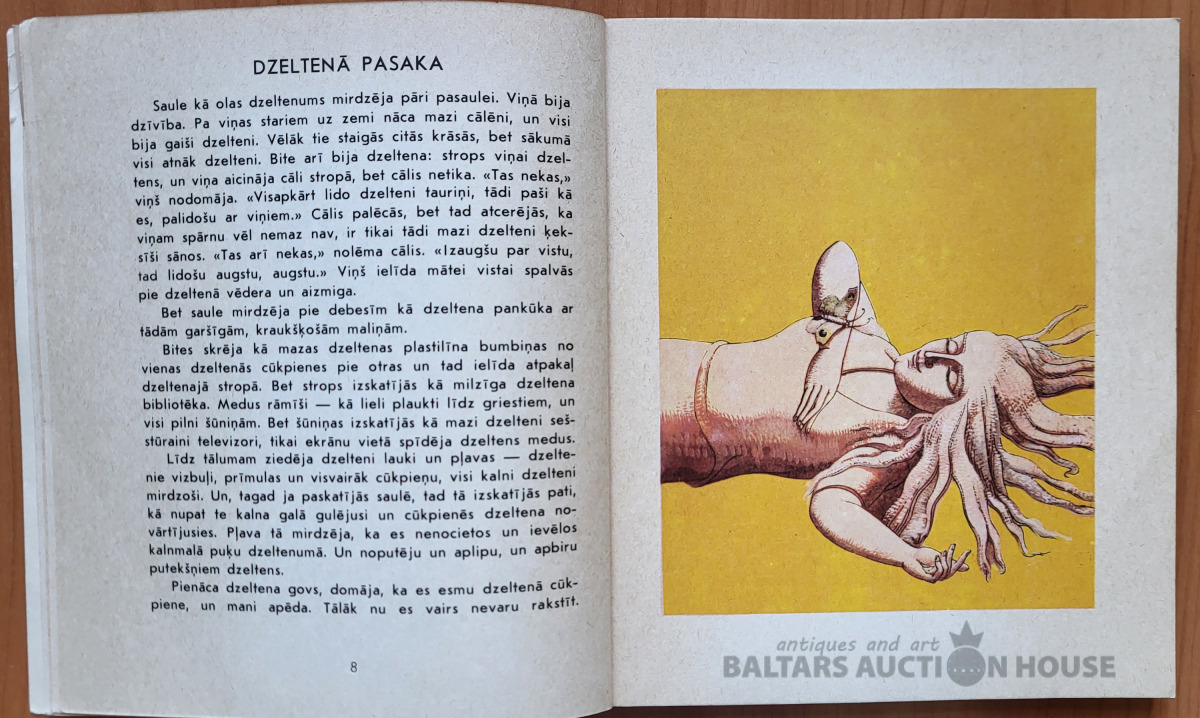 DZELTENĀ PASAKA
Saule kā olas dzeltenums mirdzēja pāri pasaulei. Viņā bija
dzīvība. Pa viņas stariem uz zemi nāca mazi cālēni, un visi
bija gaiši dzelteni. Vēlāk tie staigās citās krāsās, bet sākumā
visi atnāk dzelteni. Bite arī bija dzeltena: strops viņai dzel-
tens, un viņa aicināja cāli stropā, bet cālis netika. «Tas nekas,»
viņš nodomāja. «Visapkārt lido dzelteni tauriņi, tādi paši kā
es, palidošu ar viņiem.» Cālis palēcās, bet tad atcerējās, ka
viņam spārnu vēl nemaz nav, ir tikai tādi mazi dzelteni ķek-
sīši sānos. «Tas arī nekas,» nolēma cālis. «Izaugšu par vistu,
tad lidošu augstu, augstu.» Viņš ielīda mātei vistai spalvās
pie dzeltenā vēdera un aizmiga.
Bet saule mirdzēja pie debesīm kā dzeltena pankūka ar
tādām garšīgām, kraukšķošām maliņām.
Bites skrēja kā mazas dzeltenas plastilīna bumbiņas no
vienas dzeltenās cūkpienes pie otras un tad ielīda atpakaļ
dzeltenajā stropā. Bet strops izskatījās kā milzīga dzeltena
bibliotēka. Medus rāmīši — kā lieli plaukti līdz griestiem, un
visi pilni šūniņām. Bet šūniņas izskatījās kā mazi dzelteni seš-
stūraini televizori, tikai ekrānu vietā spīdēja dzeltens medus.
Līdz tālumam ziedēja dzelteni lauki un pļavas — dzelte-
nie vizbuļi, prīmulas un visvairāk cūkpieņu, visi kalni dzelteni
mirdzoši. Un, tagad ja paskatījās saulē, tad tā izskatījās pati,
kā nupat te kalna galā gulējusi un cūkpienēs dzeltena no-
vārtījusies. Pļava tā mirdzēja, ka es nenocietos un ievēlos
kalnmalā puķu dzeltenumā. Un noputēju un aplipu, un apbiru
putekšņiem dzeltens.
Pienāca dzeltena govs, domāja, ka es esmu dzeltenā cūk-
piene, un mani apēda. Tālāk nu es vairs nevaru rakstīt.
8
antiques and art
BALTARS AUCTION HOUSE